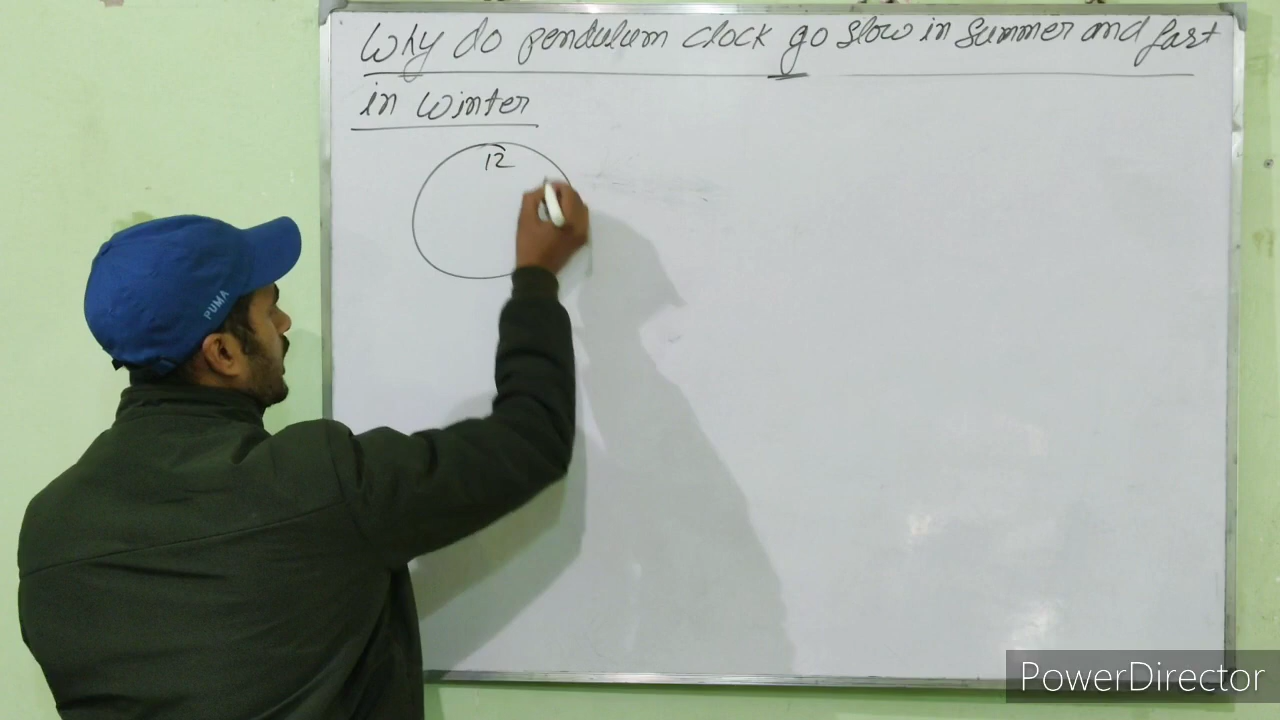 Why do pendulum clock go slow in Summer and fast
in winter
12
PUMA
PowerDirector